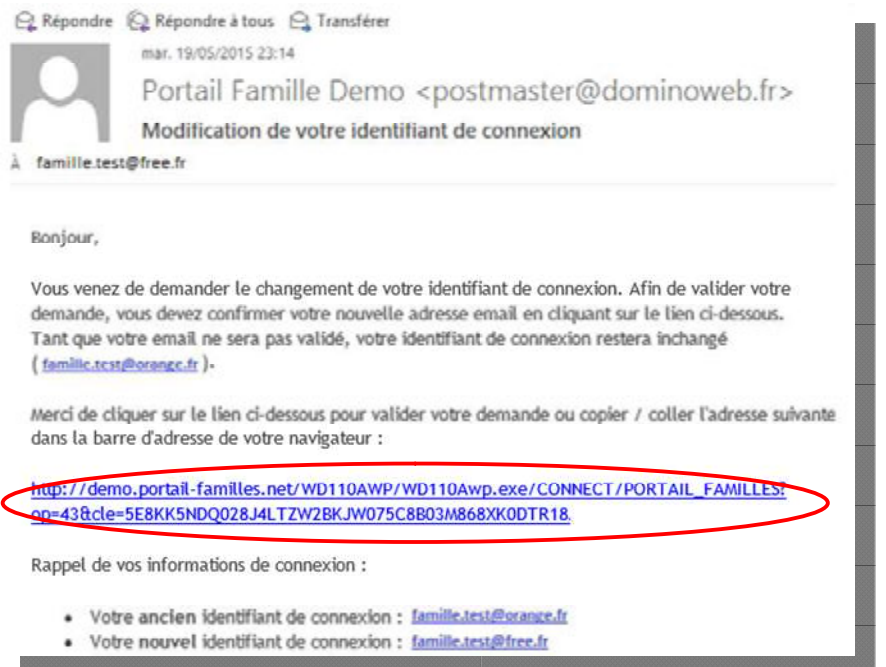 Répondre Répondre à tous Transférer
mar. 19/05/2015 23:14
Portail Famille Demo <postmaster@dominoweb.fr>
Modification de votre identifiant de connexion
À famille.test@free.fr
Bonjour,
Vous venez de demander le changement de votre identifiant de connexion. Afin de valider votre
demande, vous devez confirmer votre nouvelle adresse email en cliquant sur le lien ci-dessous.
Tant que votre email ne sera pas validé, votre identifiant de connexion restera inchangé
( famille.test@orange.fr ).
Merci de cliquer sur le lien ci-dessous pour valider votre demande ou copier / coller l'adresse suivante
dans la barre d'adresse de votre navigateur :
http://demo.portail-familles.net/WD110AWP/WD110Awp.exe/CONNECT/PORTAIL_FAMILLES?
op=43&cle=5E8KK5NDQ028J4LTZW2BKJW075C8B03M868XK0DTR18.
Rappel de vos informations de connexion :
• Votre ancien identifiant de connexion : famille.test@orange.fr
• Votre nouvel identifiant de connexion : famille.test@free.fr